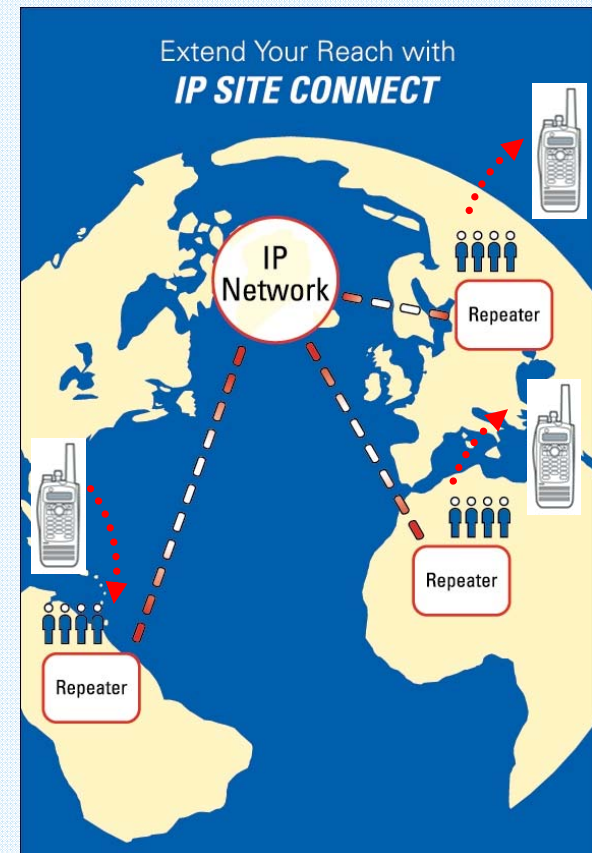 Extend Your Reach with
IP SITE CONNECT
IP
Network
Repeater
Repeater
Repeater